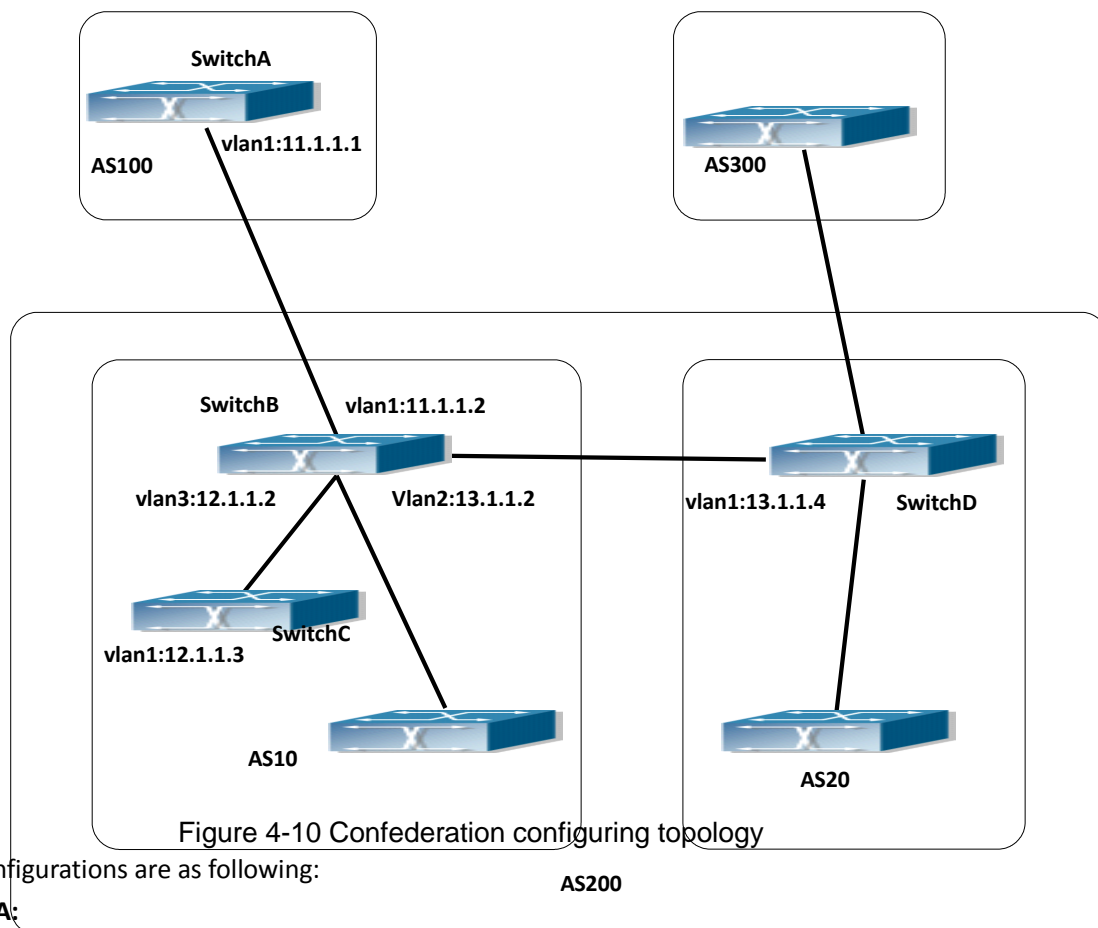 SwitchA
vlan1:11.1.1.1
AS100
AS300
SwitchB
vlan1:11.1.1.2
vlan3:12.1.1.2
Vlan2:13.1.1.2
vlan1:13.1.1.4
SwitchD
SwitchC
vlan1:12.1.1.3
AS10
AS20
Figure 4-10 Confederation configuring topology
nfigurations are as following:
AS200
A: